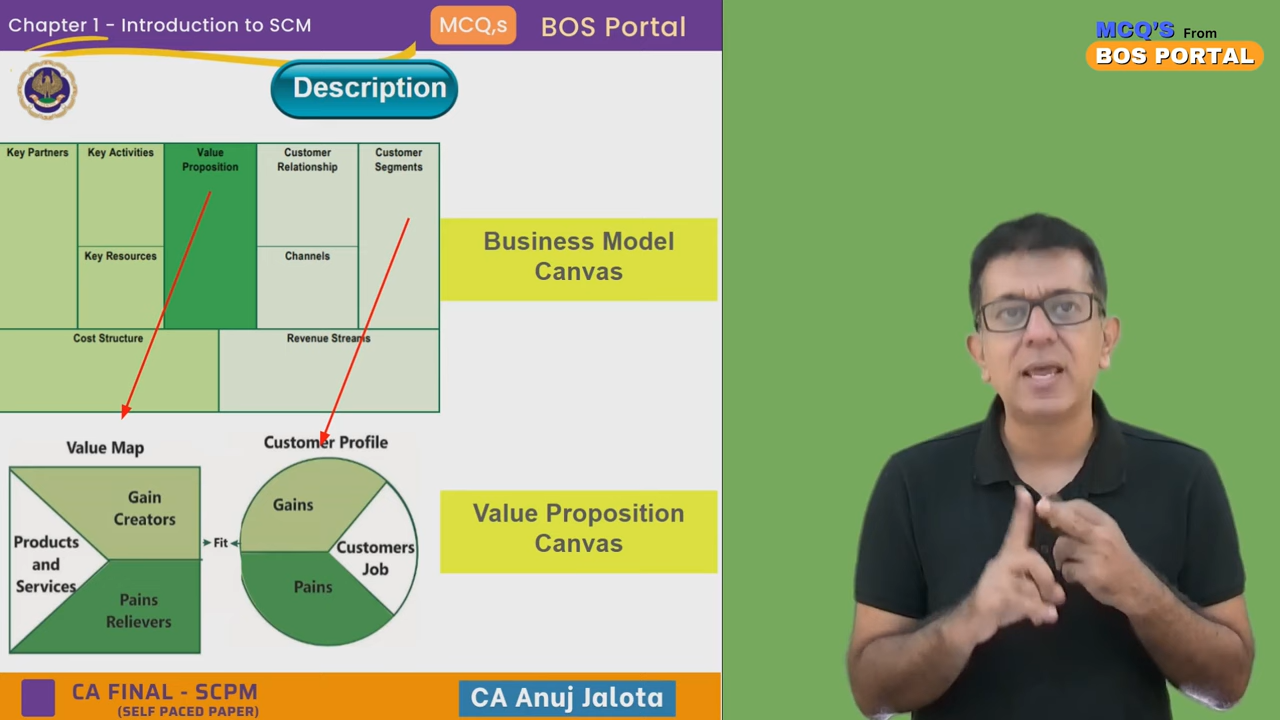 Chapter 1 - Introduction to SCM
MCQ,s
BOS Portal
MCQ'S From
BOS PORTAL
Description
Key Partners
Key Activities
Value
Proposition
Customer
Relationship
Customer
Segments
Key Resources
Channels
Cost Structure
Revenue Streams
Business Model
Canvas
Value Map
Customer Profile
Gain
Creators
Products
and
Services
Pains
Relievers
Fit
Gains
Customers
Job
Pains
Value Proposition
Canvas
CA FINAL - SCPM
(SELF PACED PAPER)
CA Anuj Jalota